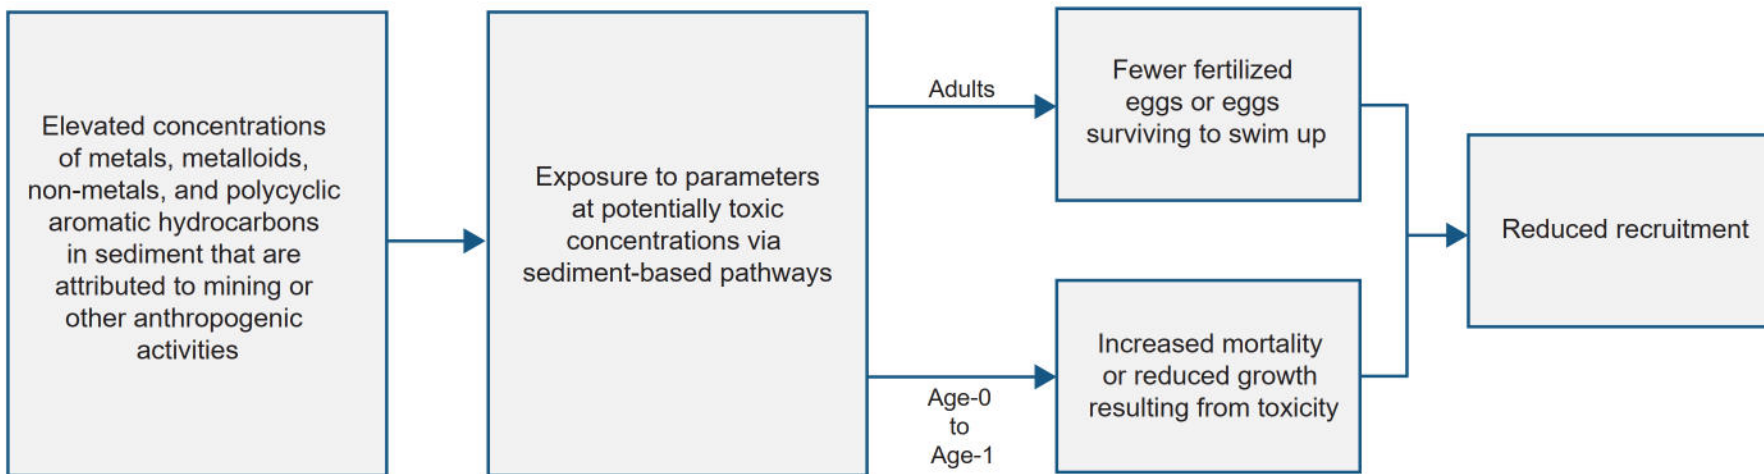 Elevated concentrations
of metals, metalloids,
non-metals, and polycyclic
aromatic hydrocarbons
in sediment that are
attributed to mining or
other anthropogenic
activities
Exposure to parameters
at potentially toxic
concentrations via
sediment-based pathways
Adults
Fewer fertilized
eggs or eggs
surviving to swim up
Age-0
to
Age-1
Increased mortality
or reduced growth
resulting from toxicity
Reduced recruitment